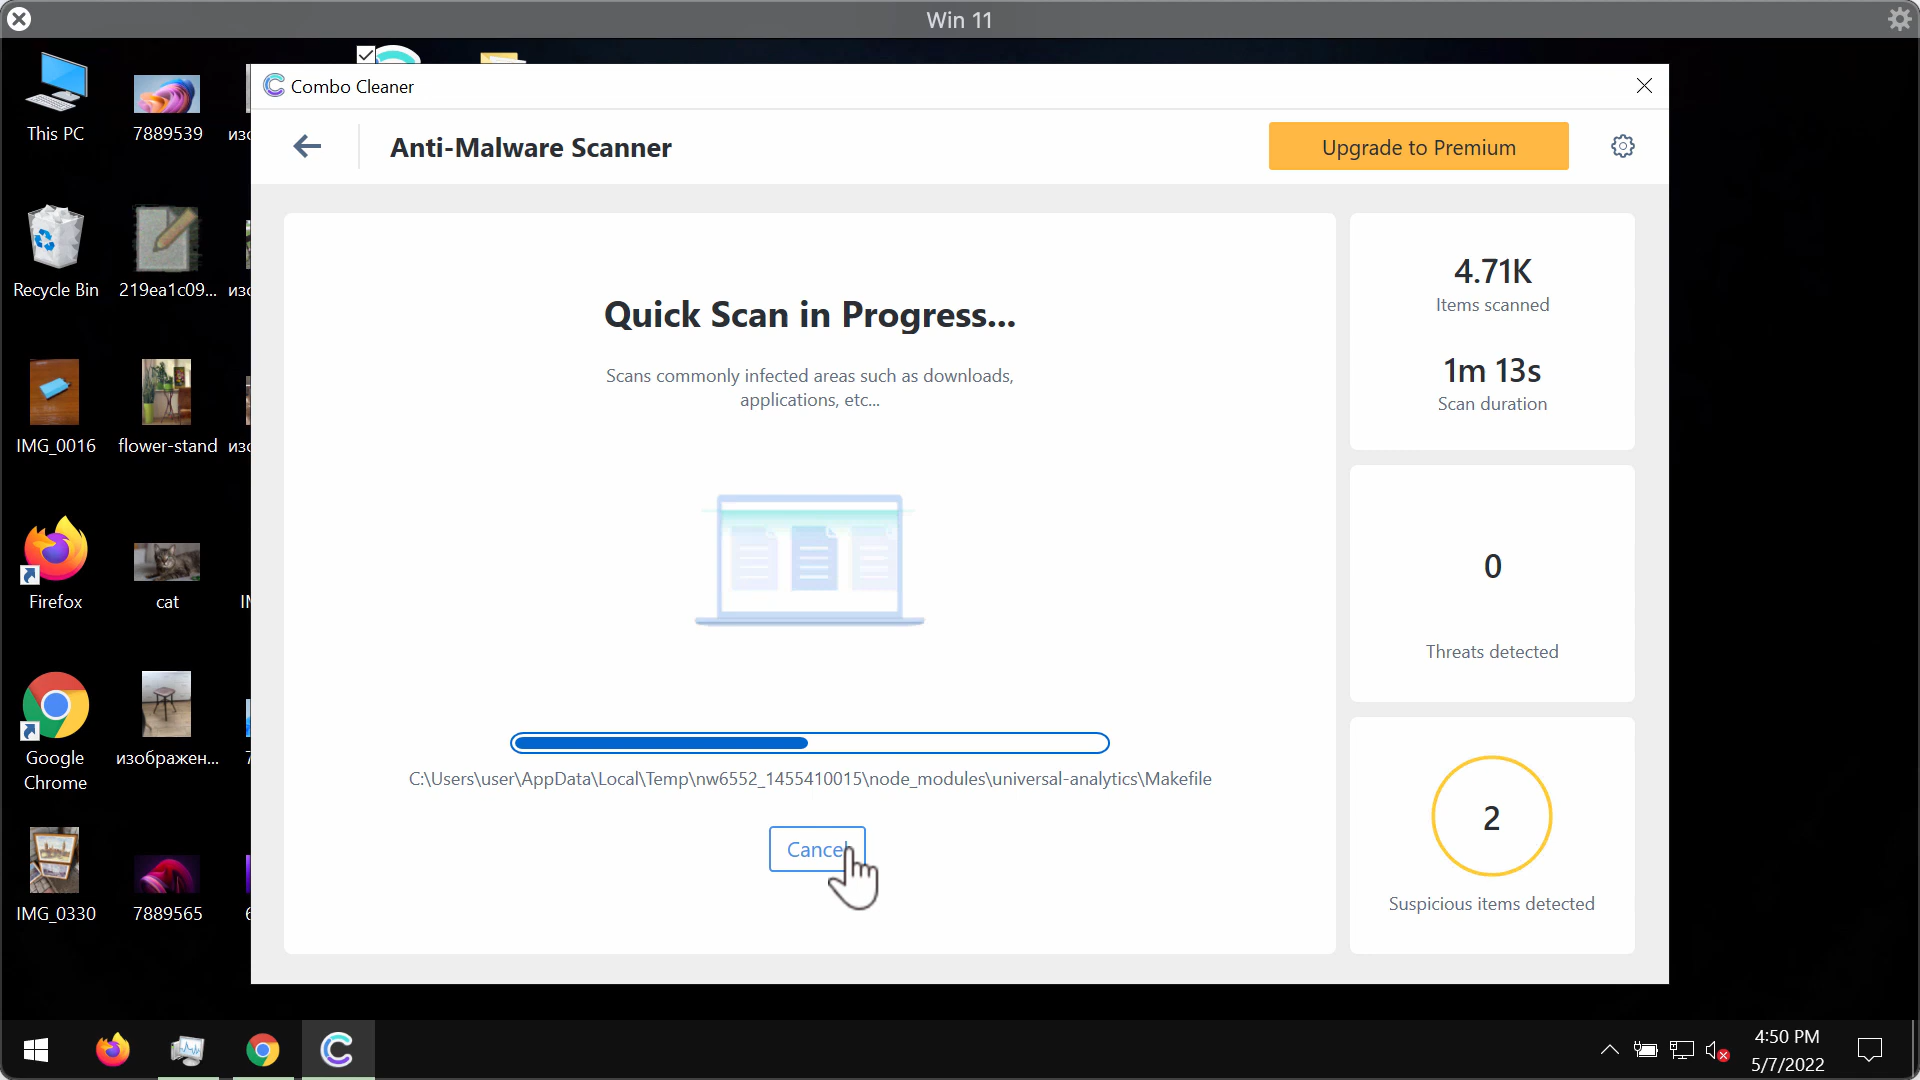 Win 11
This PC
7889539
Recycle Bin
219ea1c09...
IMG_0016
flower-stand
Firefox
cat
Google
Chrome
изображен...
IMG_0330
7889565
Combo Cleaner
Anti-Malware Scanner
Upgrade to Premium
Quick Scan in Progress...
Scans commonly infected areas such as downloads,
applications, etc...
C:\Users\user\AppData\Local\Temp\nw6552_1455410015\node_modules\universal-analytics\Makefile
Cancel
4.71K
Items scanned
1m 13s
Scan duration
0
Threats detected
2
Suspicious items detected
4:50 PM
5/7/2022